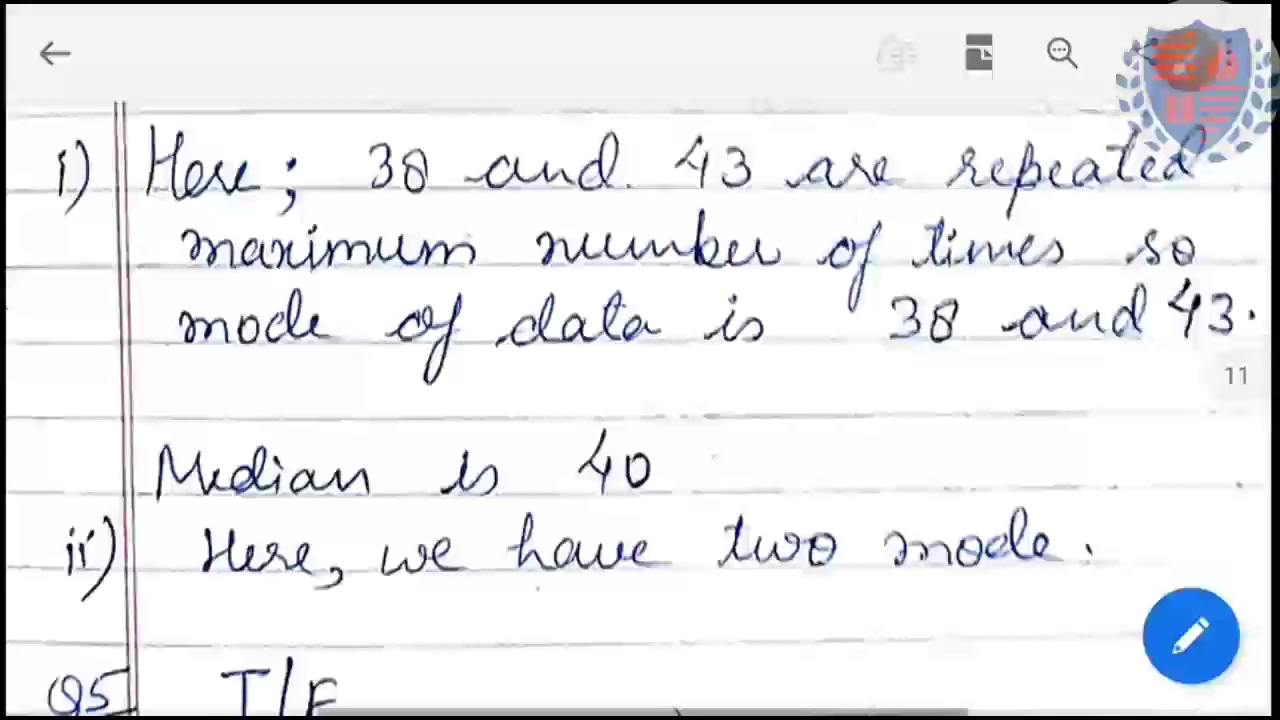 i) Here; 38 and 43 are repeated
maximum number of times so
mode of data is 38 and 43.
11
Median is 40
ii) Here, we have two mode.
Q5 T/F